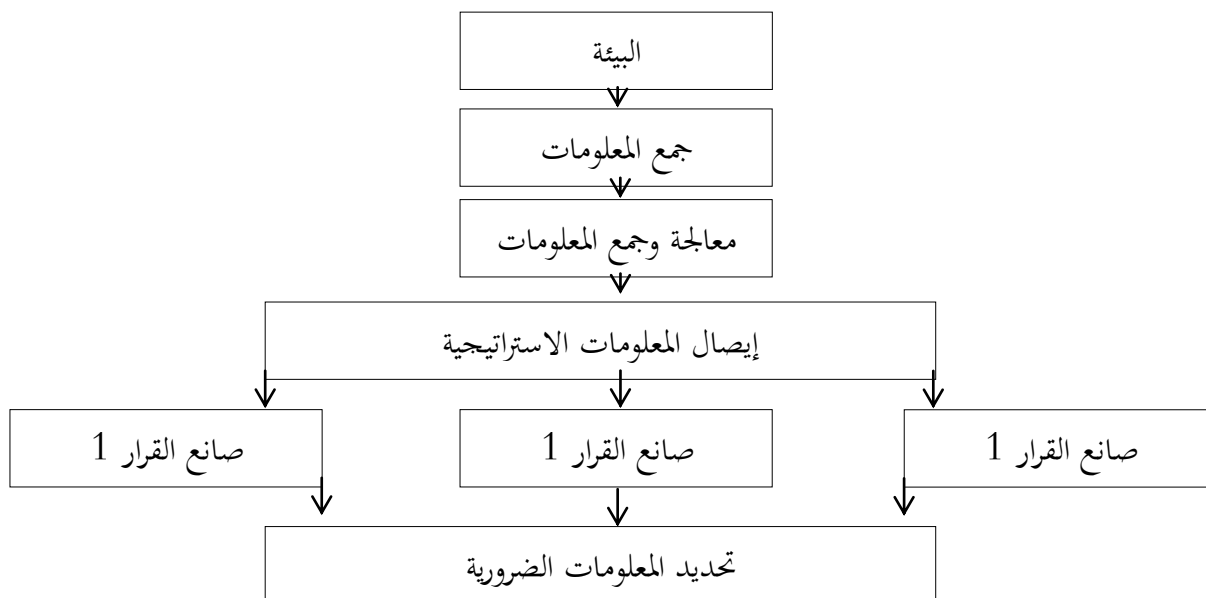 البيئة
جمع المعلومات
معالجة وجمع المعلومات
إيصال المعلومات الاستراتيجية
صانع القرار 1
صانع القرار 1
صانع القرار 1
تحديد المعلومات الضرورية